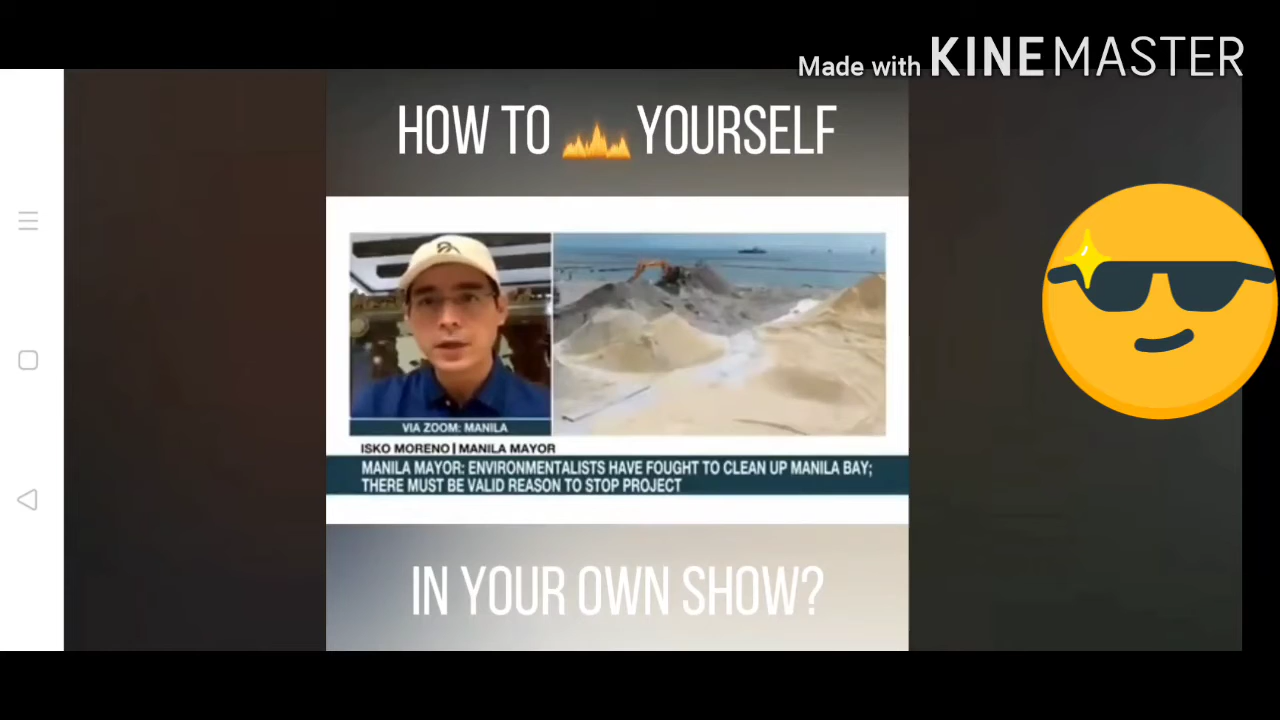 Made with KINEMASTER
HOW TO YOURSELF
VIA ZOOM: MANILA
ISKO MORENO | MANILA MAYOR
MANILA MAYOR: ENVIRONMENTALISTS HAVE FOUGHT TO CLEAN UP MANILA BAY;
THERE MUST BE VALID REASON TO STOP PROJECT
IN YOUR OWN SHOW?